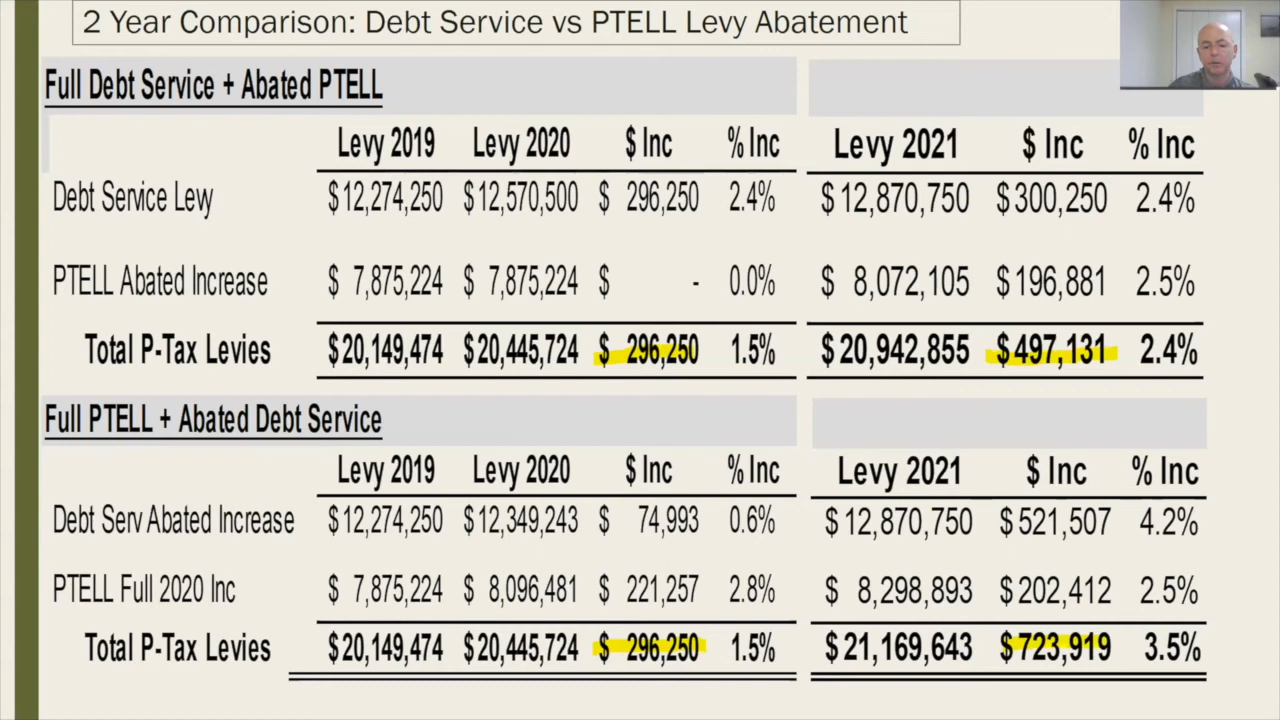 2 Year Comparison: Debt Service vs PTELL Levy Abatement
Full Debt Service + Abated PTELL
Levy 2019 Levy 2020 $ Inc % Inc Levy 2021 $ Inc % Inc
Debt Service Levy $12,274,250 $12,570,500 $ 296,250 2.4% $12,870,750 $300,250 2.4%
PTELL Abated Increase $ 7,875,224 $ 7,875,224 $ - 0.0% $ 8,072,105 $196,881 2.5%
Total P-Tax Levies $20,149,474 $20,445,724 $ 296,250 1.5% $20,942,855 $497,131 2.4%
Full PTELL + Abated Debt Service
Levy 2019 Levy 2020 $ Inc % Inc Levy 2021 $ Inc % Inc
Debt Serv Abated Increase $12,274,250 $12,349,243 $ 74,993 0.6% $12,870,750 $521,507 4.2%
PTELL Full 2020 Inc $ 7,875,224 $ 8,096,481 $ 221,257 2.8% $ 8,298,893 $202,412 2.5%
Total P-Tax Levies $20,149,474 $20,445,724 $ 296,250 1.5% $21,169,643 $723,919 3.5%